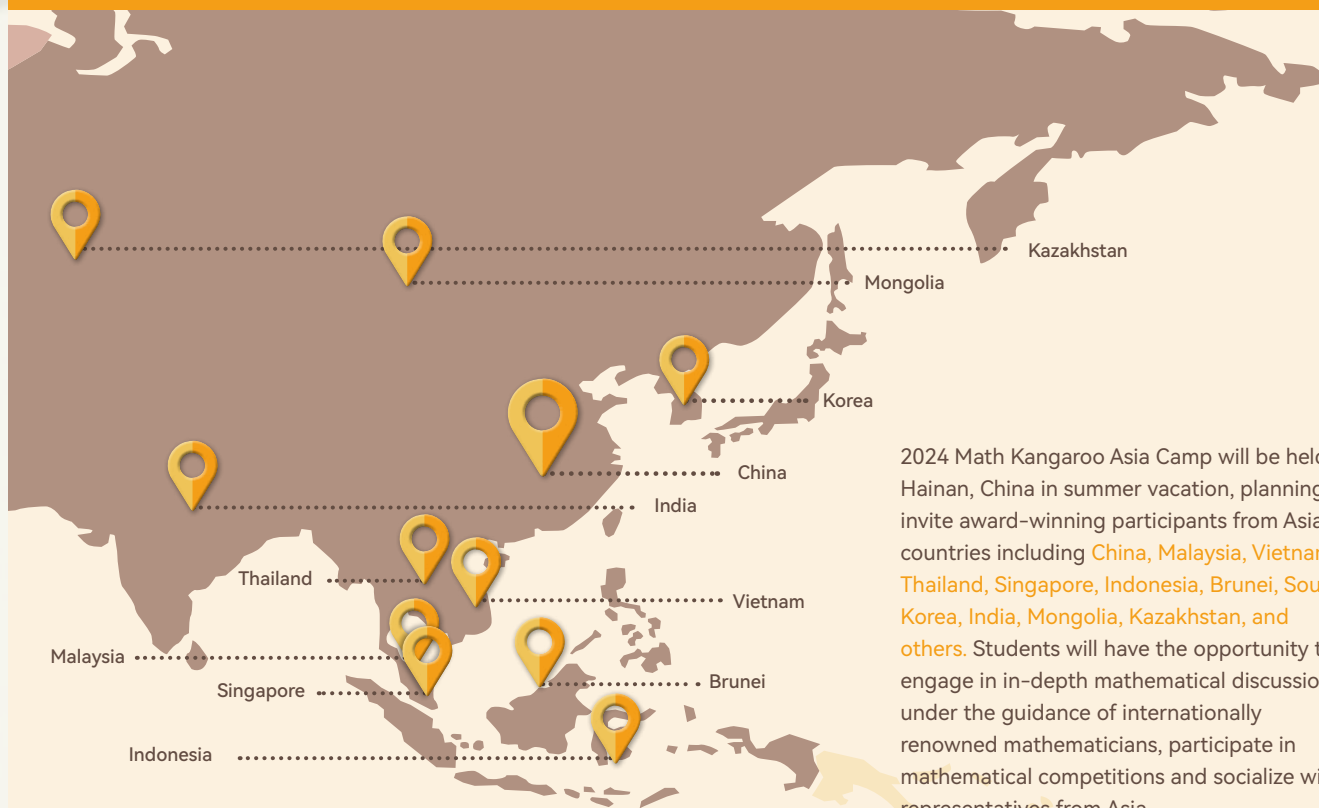 Kazakhstan
Mongolia
Korea
China
India
Thailand
Vietnam
Malaysia
Singapore
Brunei
Indonesia
2024 Math Kangaroo Asia Camp will be held
Hainan, China in summer vacation, planning
invite award-winning participants from Asia
countries including China, Malaysia, Vietnam
Thailand, Singapore, Indonesia, Brunei, Sou
Korea, India, Mongolia, Kazakhstan, and
others. Students will have the opportunity t
engage in in-depth mathematical discussio
under the guidance of internationally
renowned mathematicians, participate in
mathematical competitions and socialize wi
representatives from Asia